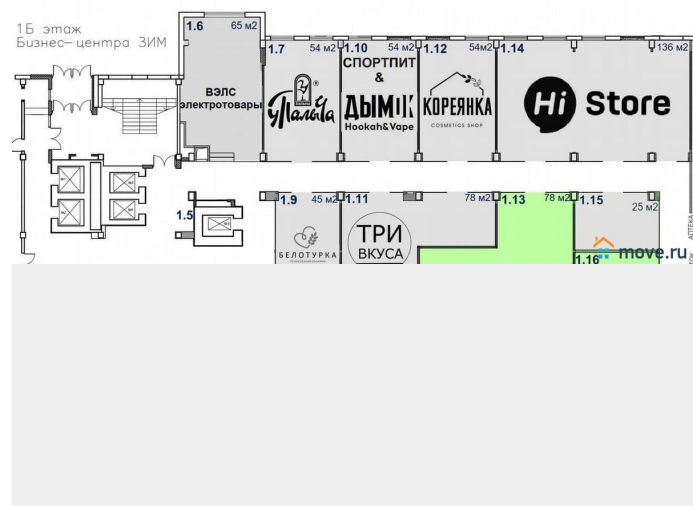 1Б этаж
Бизнес-центра ЗИМ
1.6 65 м2
ВЭЛС
электротовары
1.7 54 м2
уПальЧа
1.10 54 м2
СПОРТПИТ
&
ДЫМОК
Hookah&Vape
1.12 54м2
КОРЕЯНКА
COSMETICS SHOP
1.14 136 м2
Hi Store
1.5
1.9 45 м2
БЕЛОТУРКА
1.11 78 м2
ТРИ
ВКУСА
1.13 78 м2
1.15
25 м2
1.16
move.ru
АПТЕКА